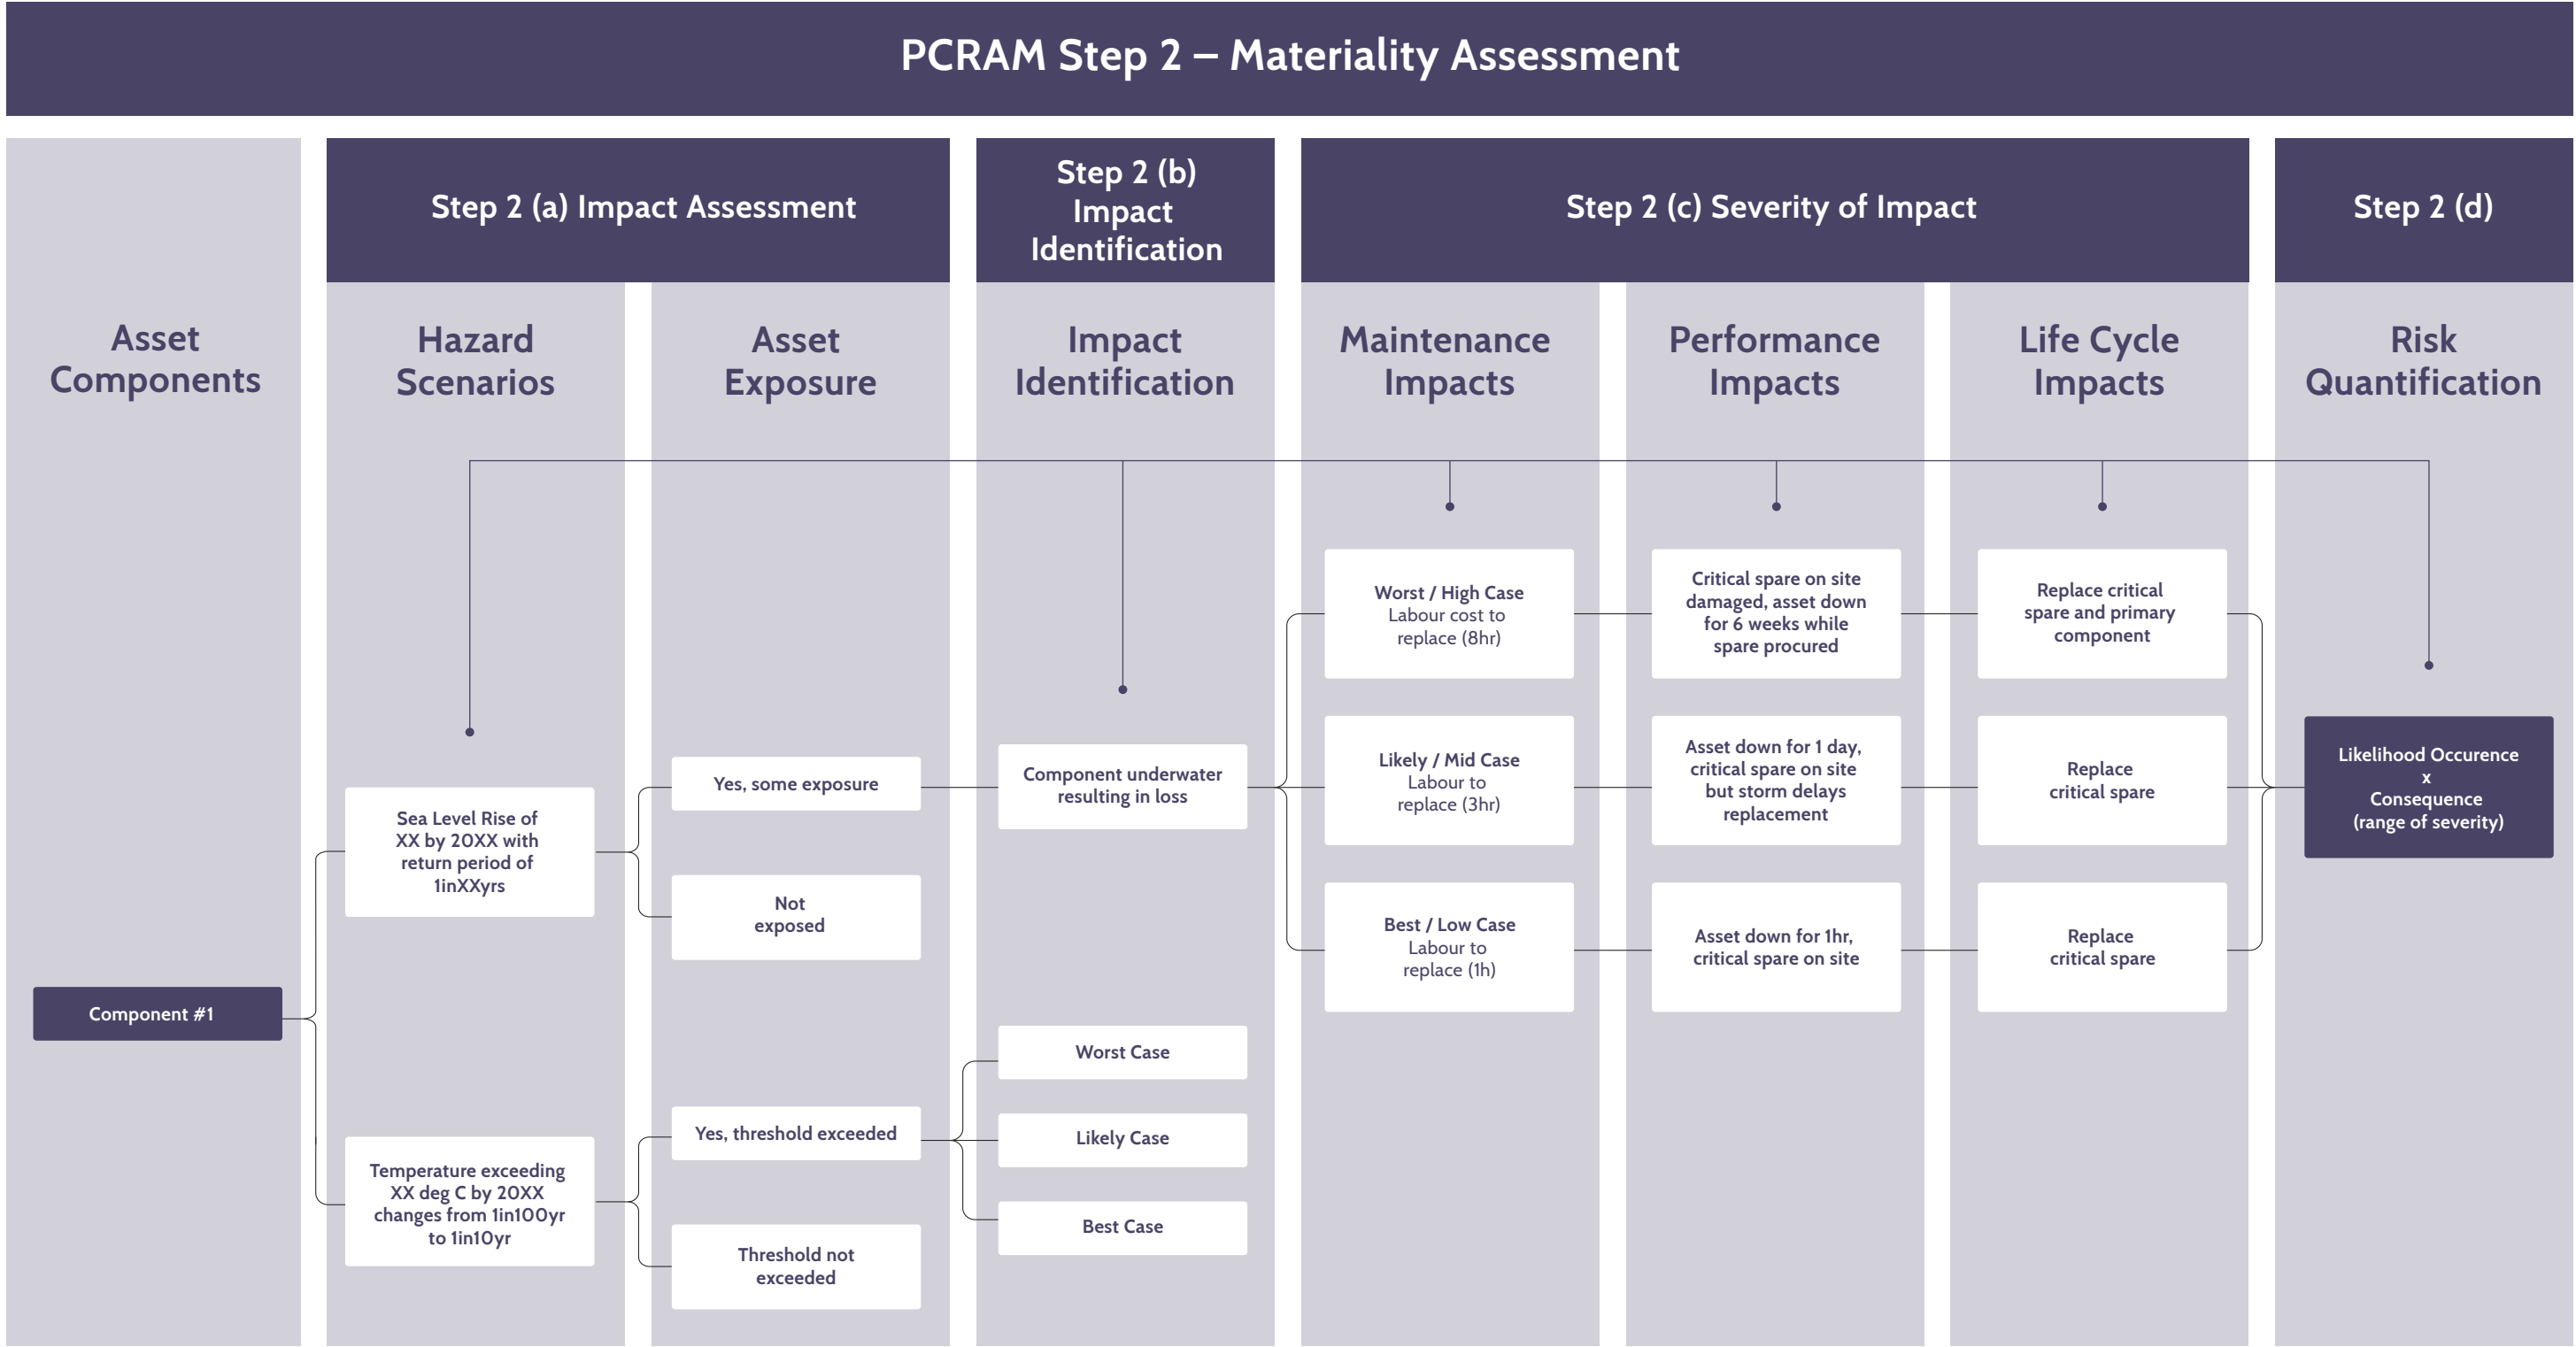 PCRAM Step 2 – Materiality Assessment
Step 2 (a) Impact Assessment
Step 2 (b)
Impact
Identification
Step 2 (c) Severity of Impact
Step 2 (d)
Asset
Components
Hazard
Scenarios
Asset
Exposure
Impact
Identification
Maintenance
Impacts
Performance
Impacts
Life Cycle
Impacts
Risk
Quantification
Component #1
Sea Level Rise of
XX by 20XX with
return period of
1inXXyrs
Temperature exceeding
XX deg C by 20XX
changes from 1in100yr
to 1in10yr
Yes, some exposure
Not
exposed
Yes, threshold exceeded
Threshold not
exceeded
Component underwater
resulting in loss
Worst Case
Likely Case
Best Case
Worst / High Case
Labour cost to
replace (8hr)
Likely / Mid Case
Labour to
replace (3hr)
Best / Low Case
Labour to
replace (1h)
Critical spare on site
damaged, asset down
for 6 weeks while
spare procured
Asset down for 1 day,
critical spare on site
but storm delays
replacement
Asset down for 1hr,
critical spare on site
Replace critical
spare and primary
component
Replace
critical spare
Replace
critical spare
Likelihood Occurence
x
Consequence
(range of severity)